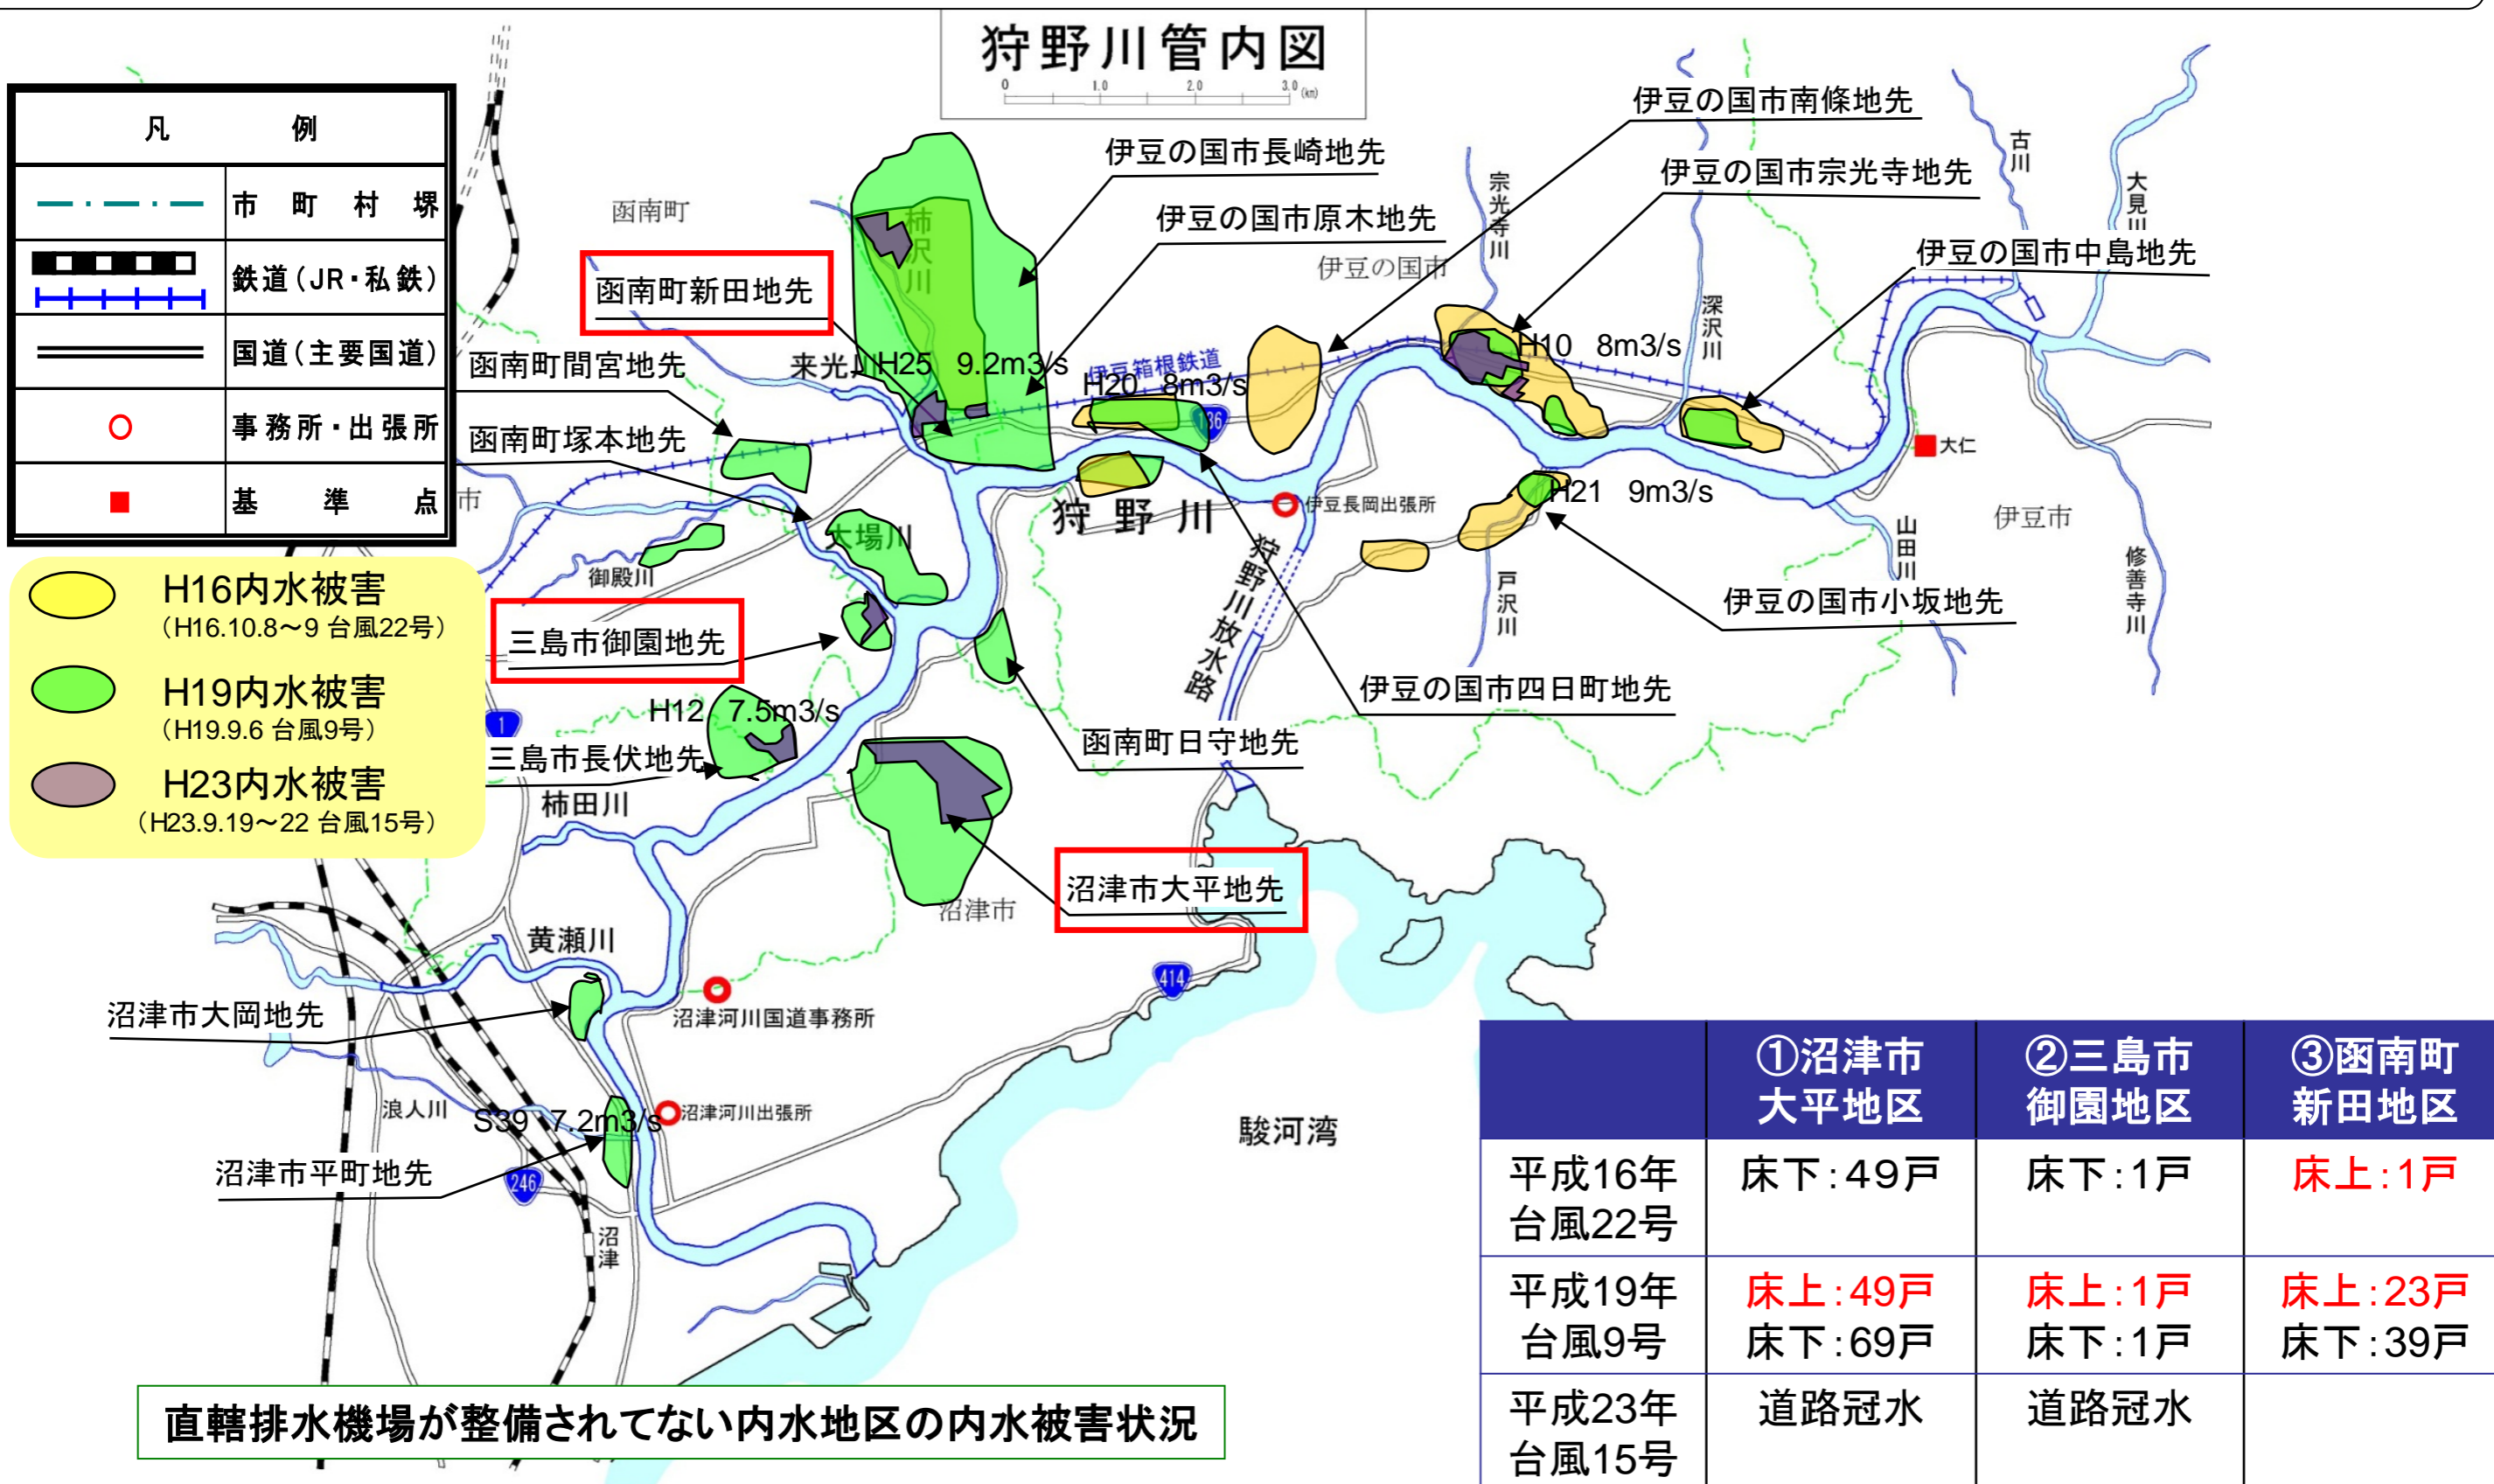 狩野川管内図
0 1.0 2.0 3.0 (km)
凡 例
市町村堺
鉄道(JR・私鉄)
国道(主要国道)
事務所・出張所
基準点
H16内水被害
(H16.10.8～9 台風22号)
H19内水被害
(H19.9.6 台風9号)
H23内水被害
(H23.9.19～22 台風15号)
函南町
柿沢川
函南町新田地先
函南町間宮地先
函南町塚本地先
来光川
H25 9.2m3/s
伊豆箱根鉄道
H20 8m3/s
136
伊豆の国市長崎地先
伊豆の国市原木地先
伊豆の国市南條地先
伊豆の国市宗光寺地先
伊豆の国市中島地先
伊豆の国市
宗光寺川
深沢川
古川
大見川
H10 8m3/s
大仁
H21 9m3/s
伊豆市
山田川
修善寺川
戸沢川
伊豆の国市小坂地先
伊豆の国市四日町地先
伊豆長岡出張所
狩野川
狩野川放水路
市
大場川
御殿川
三島市御園地先
H12 7.5m3/s
三島市長伏地先
1
函南町日守地先
柿田川
沼津市大平地先
沼津市
黄瀬川
414
沼津市大岡地先
沼津河川国道事務所
浪人川
S39 7.2m3/s
沼津河川出張所
沼津市平町地先
246
沼津
駿河湾
①沼津市 ②三島市 ③函南町
大平地区 御園地区 新田地区
平成16年 床下:49戸 床下:1戸 床上:1戸
台風22号
平成19年 床上:49戸 床上:1戸 床上:23戸
台風9号 床下:69戸 床下:1戸 床下:39戸
平成23年 道路冠水 道路冠水
台風15号
直轄排水機場が整備されてない内水地区の内水被害状況